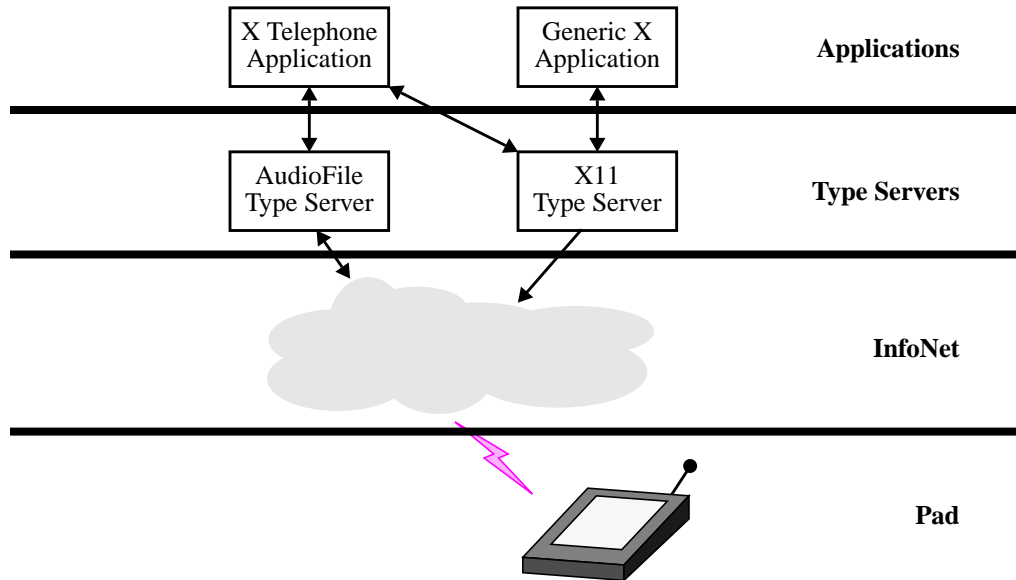 X Telephone
Application
Generic X
Application
Applications
AudioFile
Type Server
X11
Type Server
Type Servers
InfoNet
Pad